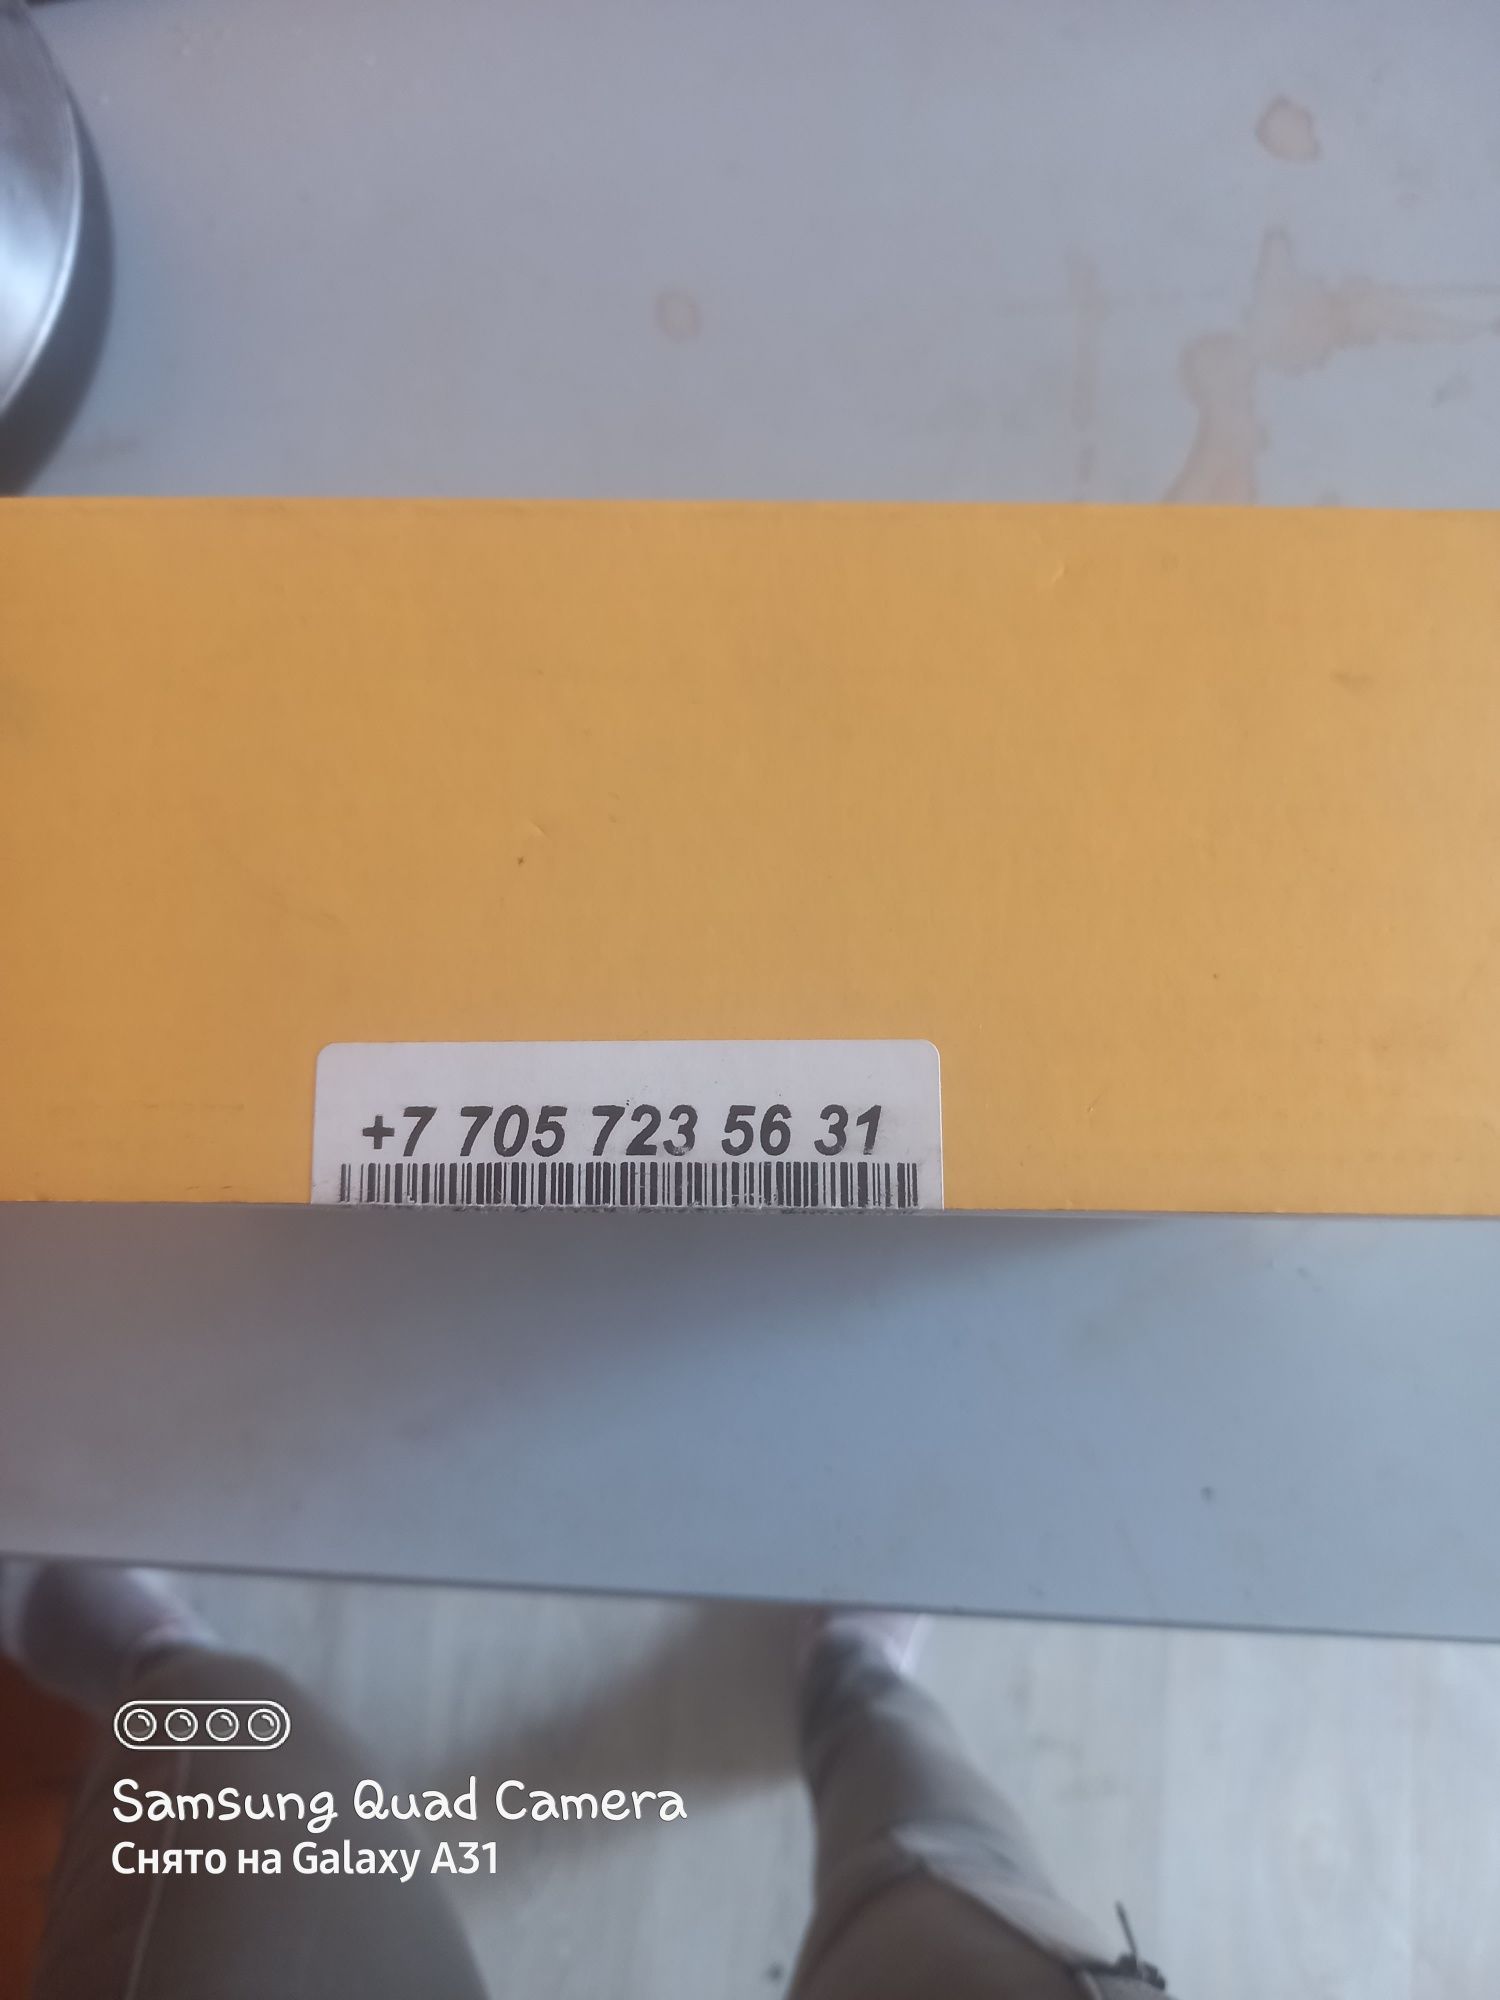 +7 705 723 56 31
Samsung Quad Camera
Снято на Galaxy A31